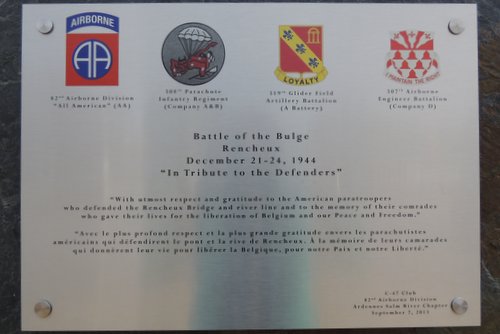 AIRBORNE
AA
LOYALTY
I MAINTAIN THE RIGHT
82nd Airborne Division
"All American" (AA)
508th Parachute
Infantry Regiment
(Company A&B)
319th Glider Field
Artillery Battalion
(A Battery)
307th Airborne
Engineer Battalion
(Company D)
Battle of the Bulge
Rencheux
December 21-24, 1944
"In Tribute to the Defenders"
"With utmost respect and gratitude to the American paratroopers
who defended the Rencheux Bridge and river line and to the memory of their comrades
who gave their lives for the liberation of Belgium and our Peace and Freedom."
"Avec le plus profond respect et la plus grande gratitude envers les parachutistes
américains qui défendirent le pont et la rive de Rencheux. À la mémoire de leurs camarades
qui donnèrent leur vie pour libérer la Belgique, pour notre Paix et notre Liberté."
C-47 Club
82nd Airborne Division
Ardennes Salm River Chapter
September 7, 2013